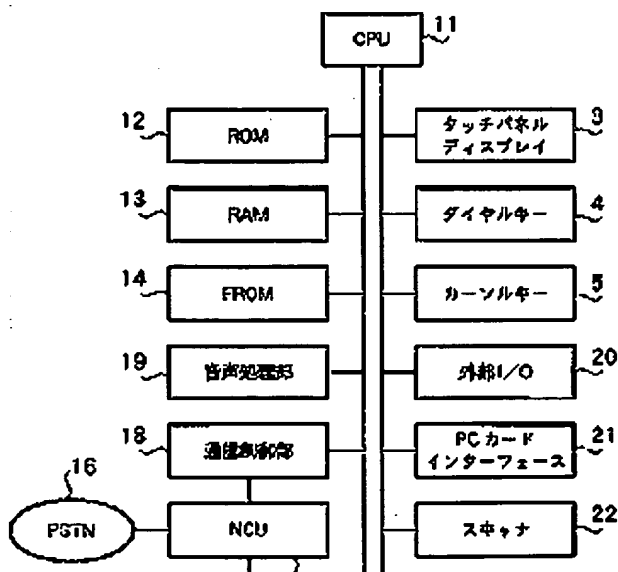 CPU
11
12
ROM
タッチパネル
ディスプレイ
3
13
RAM
ダイヤルキー
4
14
FROM
カーソルキー
5
19
音声処理部
外部I/O
20
18
通信制御部
PCカード
インターフェース
21
16
PSTN
NCU
スキャナ
22